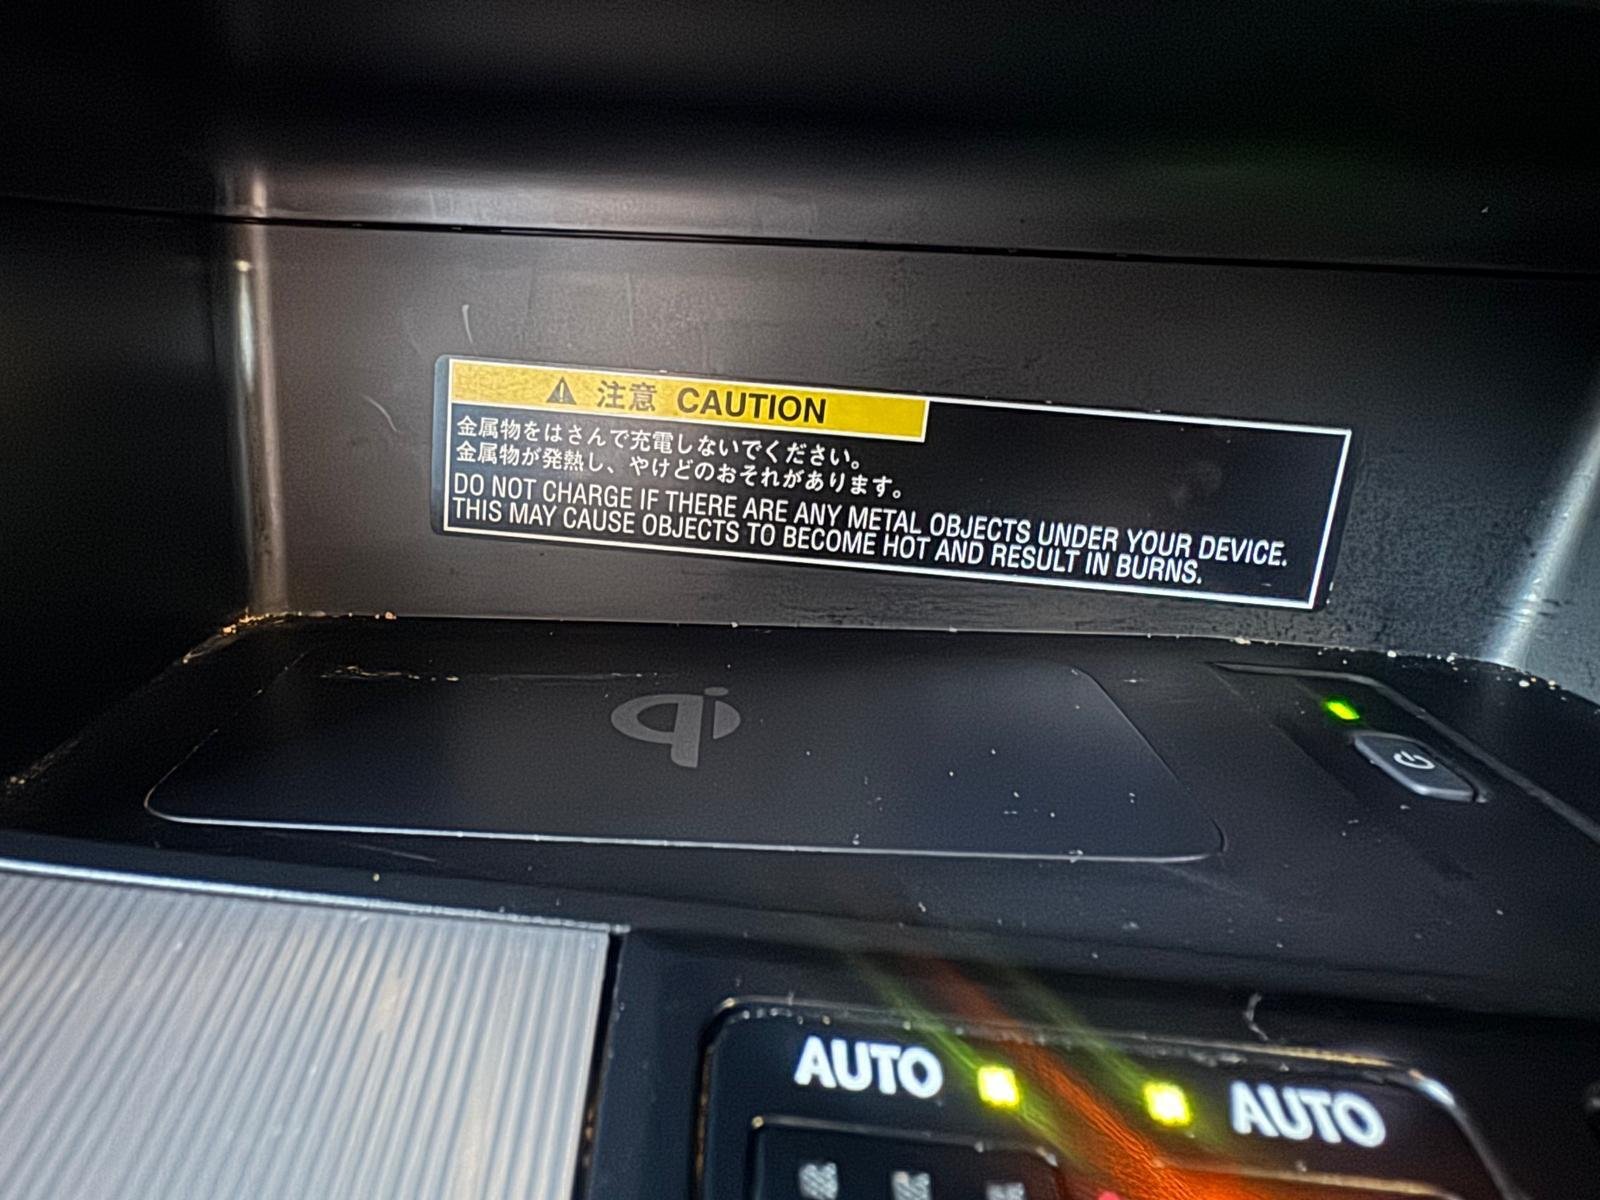 ⚠ 注意 CAUTION
金属物をはさんで充電しないでください。
金属物が発熱し、やけどのおそれがあります。
DO NOT CHARGE IF THERE ARE ANY METAL OBJECTS UNDER YOUR DEVICE.
THIS MAY CAUSE OBJECTS TO BECOME HOT AND RESULT IN BURNS.
qi
AUTO AUTO